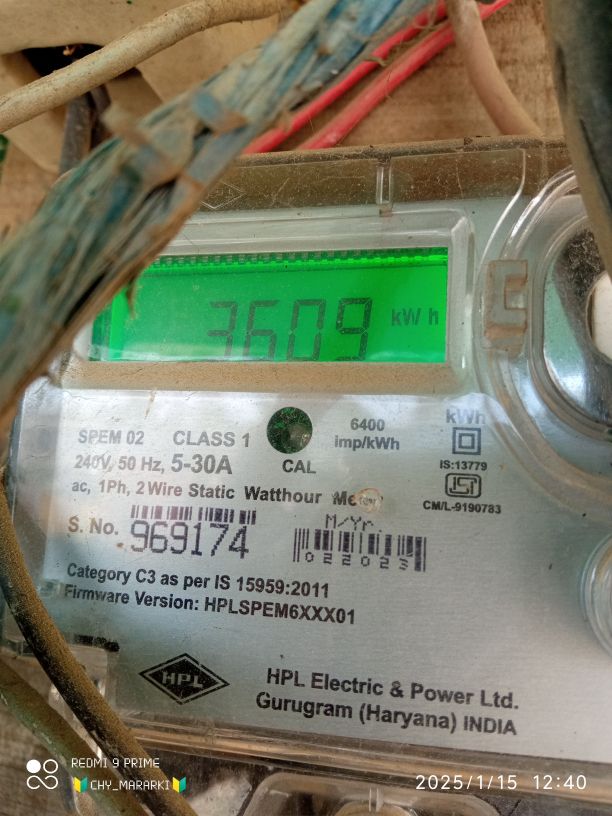 3609 kW h
SPEM 02 CLASS 1 6400 kWh
240V, 50 Hz, 5-30A CAL imp/kWh
IS:13779
ac, 1Ph, 2 Wire Static Watthour
ISI
CM/L-9190783
S. No. 969174 M/Yr.
022023
Category C3 as per IS 15959:2011
Firmware Version: HPLSPEM6XXX01
HPL
HPL Electric & Power Ltd.
Gurugram (Haryana) INDIA
REDMI 9 PRIME
🔰CHY_MARARKI🔰
2025/1/15 12:40